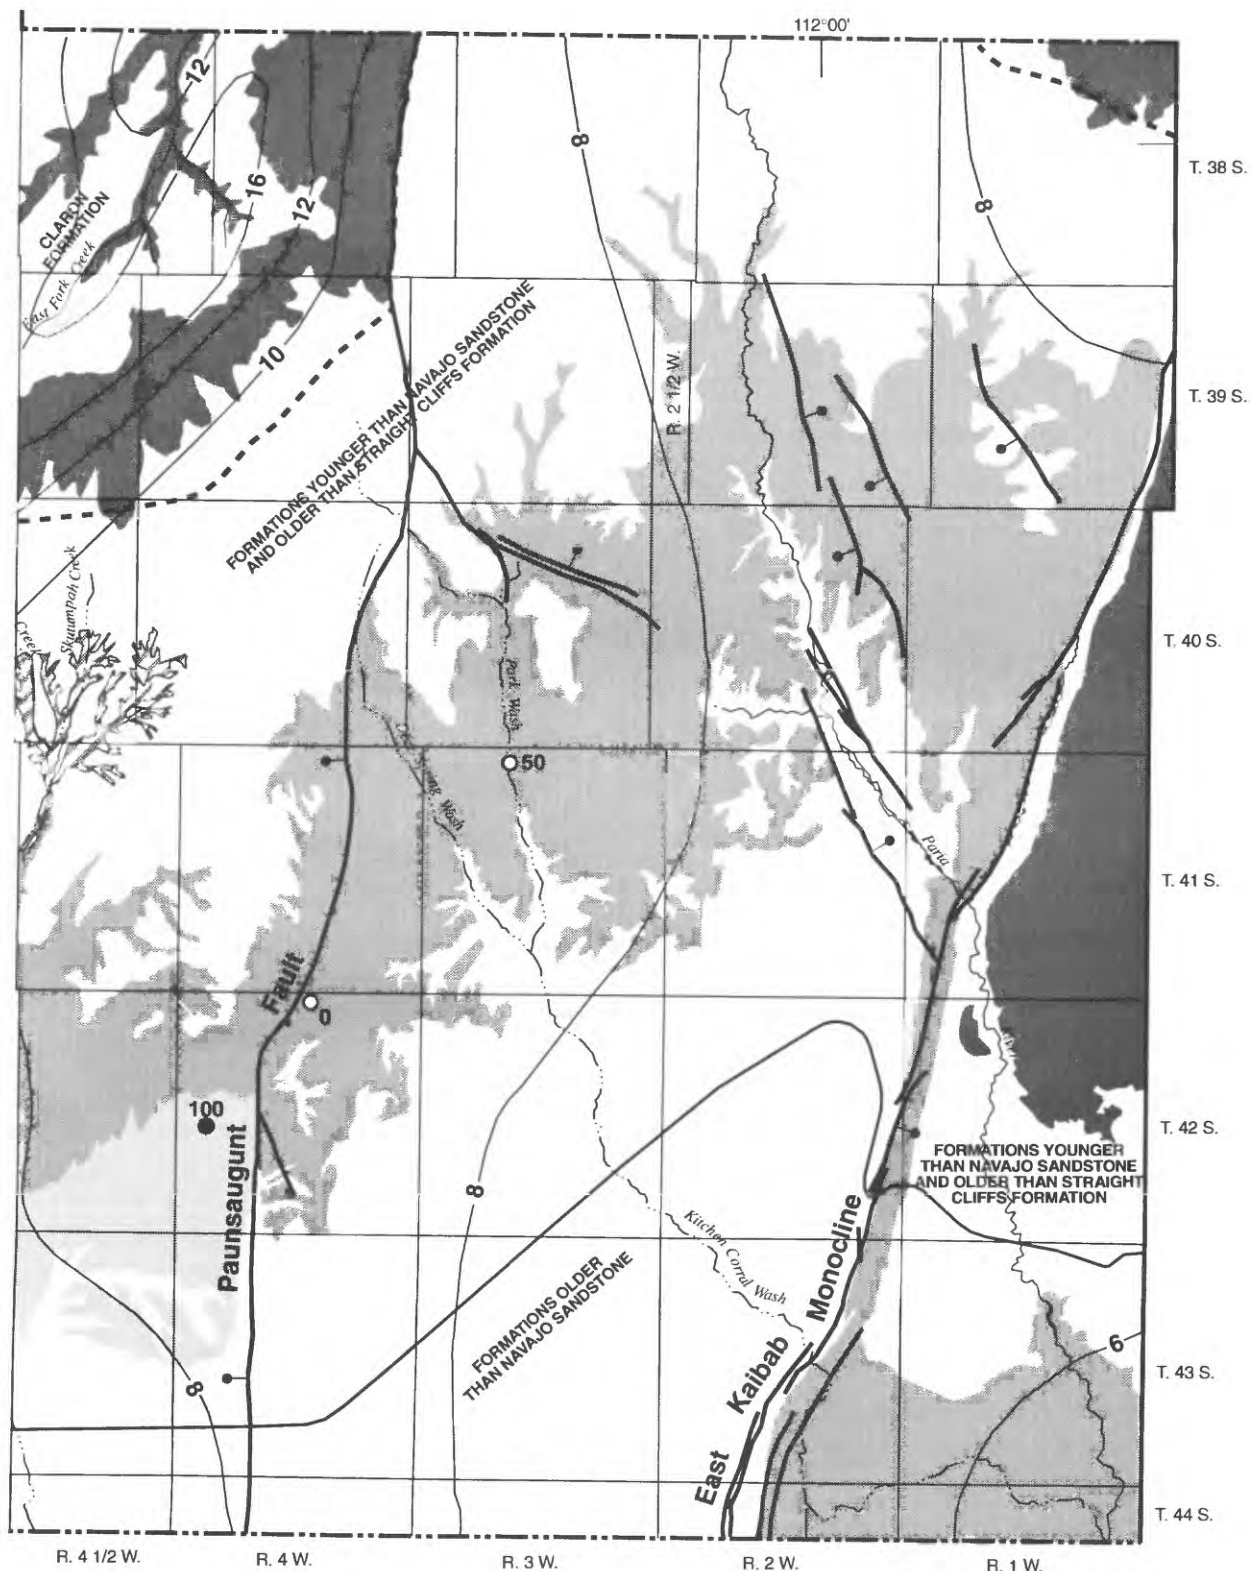 112°00'
12
T. 38 S.
8
16
8
12
CLARON
FORMATION
East Fork Creek
FORMATIONS YOUNGER THAN NAVAJO SANDSTONE
AND OLDER THAN STRAIGHT CLIFFS FORMATION
10
R. 2 1/2 W.
T. 39 S.
Skutumpah Creek
Creek
T. 40 S.
Park Wash
50
Wash
Paria
T. 41 S.
Fault
0
100
T. 42 S.
FORMATIONS YOUNGER
THAN NAVAJO SANDSTONE
AND OLDER THAN STRAIGHT
CLIFFS FORMATION
Paunsaugunt
8
Kitchen Corral Wash
Monocline
FORMATIONS OLDER
THAN NAVAJO SANDSTONE
Kaibab
6
T. 43 S.
8
East
T. 44 S.
R. 4 1/2 W.
R. 4 W.
R. 3 W.
R. 2 W.
R. 1 W.